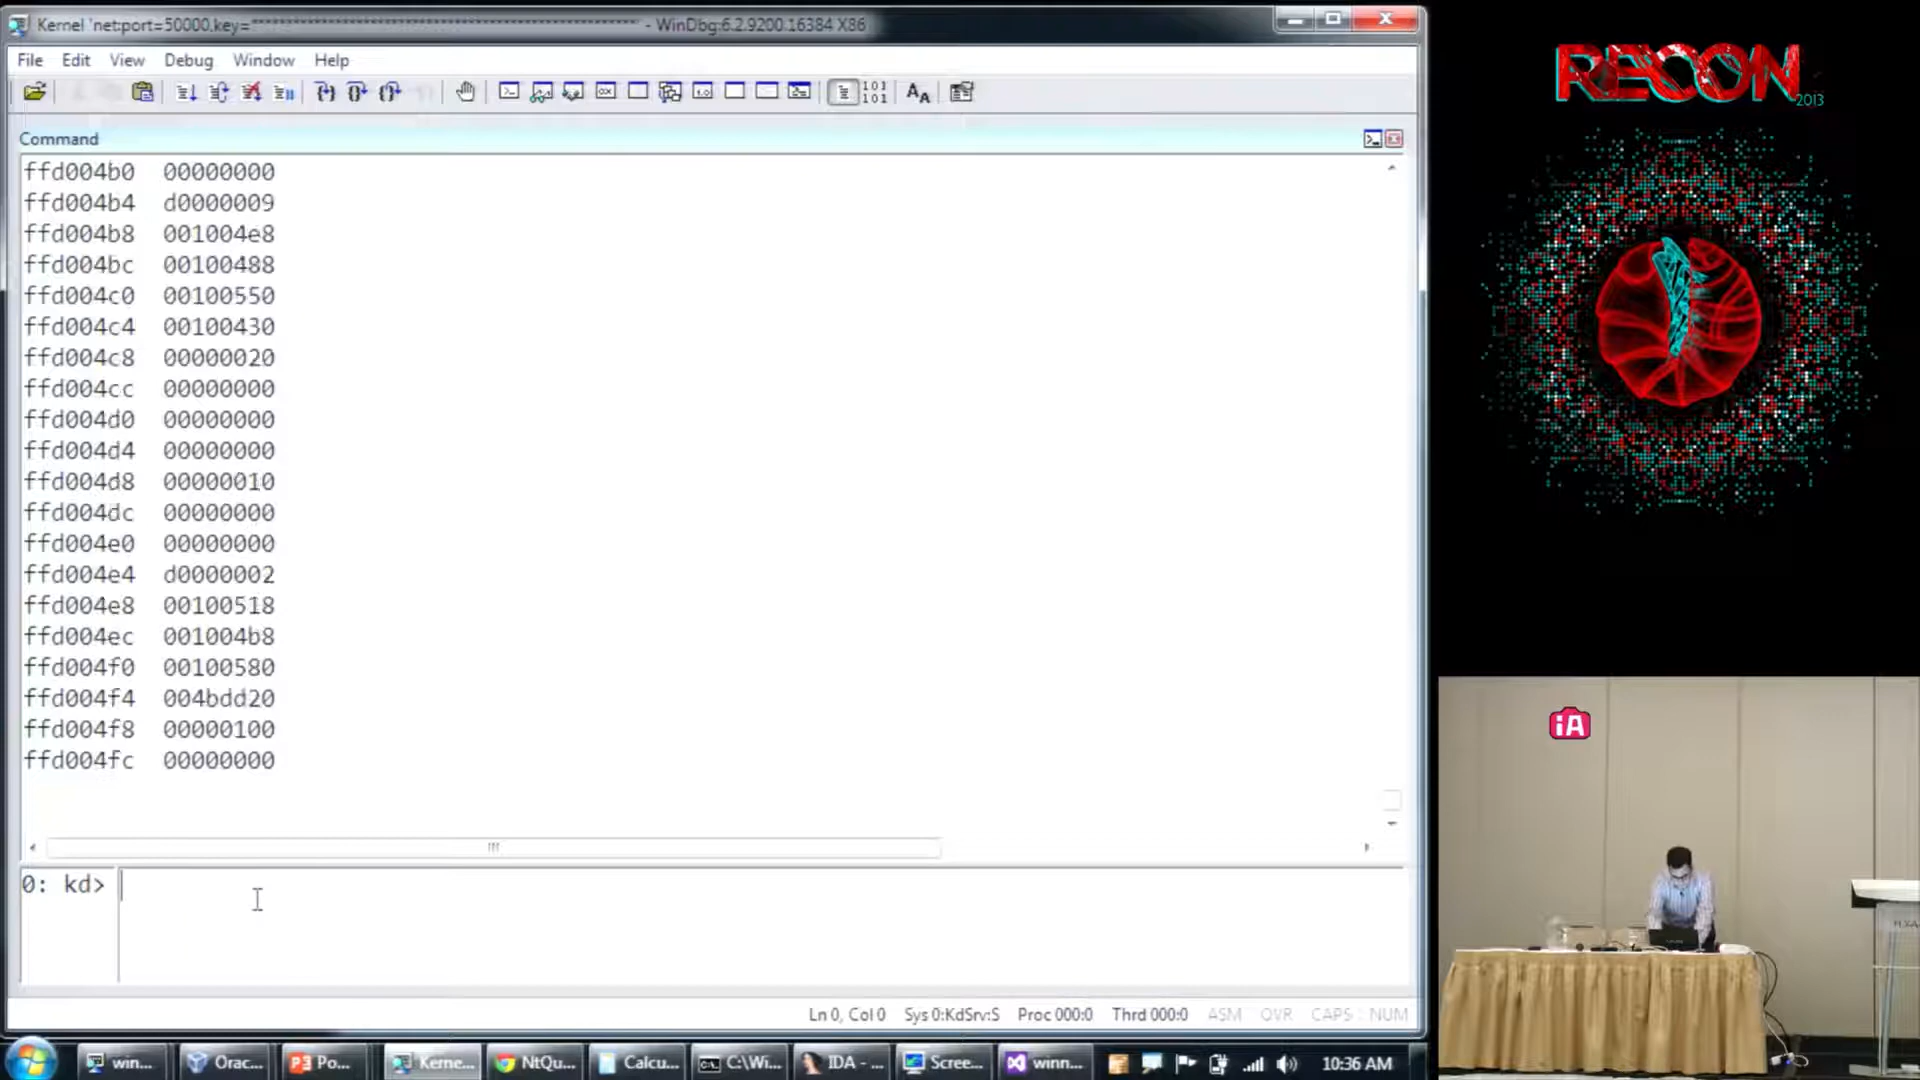 Kernel 'net:port=50000,key=******************************************************' - WinDbg:6.2.9200.16384 X86
File Edit View Debug Window Help
Command
ffd004b0 00000000
ffd004b4 d0000009
ffd004b8 001004e8
ffd004bc 00100488
ffd004c0 00100550
ffd004c4 00100430
ffd004c8 00000020
ffd004cc 00000000
ffd004d0 00000000
ffd004d4 00000000
ffd004d8 00000010
ffd004dc 00000000
ffd004e0 00000000
ffd004e4 d0000002
ffd004e8 00100518
ffd004ec 001004b8
ffd004f0 00100580
ffd004f4 004bdd20
ffd004f8 00000100
ffd004fc 00000000
0: kd>
Ln 0, Col 0 Sys 0:KdSrv:S Proc 000:0 Thrd 000:0 ASM OVR CAPS NUM
win... Orac... Po... Kerne... NtQu... Calcu... C:\Wi... IDA - ... Scree... winn... 10:36 AM
RECON
2013
iA